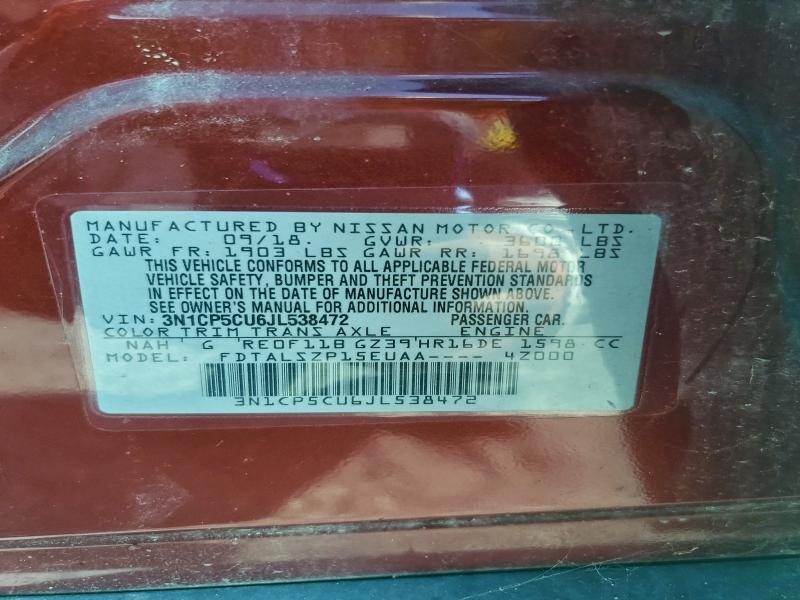 MANUFACTURED BY NISSAN MOTOR CO. LTD.
DATE: 09/18. GVWR: LBS
GAWR FR: 1903 LBS GAWR RR: 1698 LBS
THIS VEHICLE CONFORMS TO ALL APPLICABLE FEDERAL MOTOR
VEHICLE SAFETY, BUMPER AND THEFT PREVENTION STANDARDS
IN EFFECT ON THE DATE OF MANUFACTURE SHOWN ABOVE.
SEE OWNER'S MANUAL FOR ADDITIONAL INFORMATION.
VIN: 3N1CP5CU6JL538472 PASSENGER CAR.
COLOR TRIM TRANS AXLE ENGINE
NAH G RE0F11B GZ39 HR16DE 1598 CC
MODEL: FDTALSZP15EUAA---- 4Z000
3N1CP5CU6JL538472